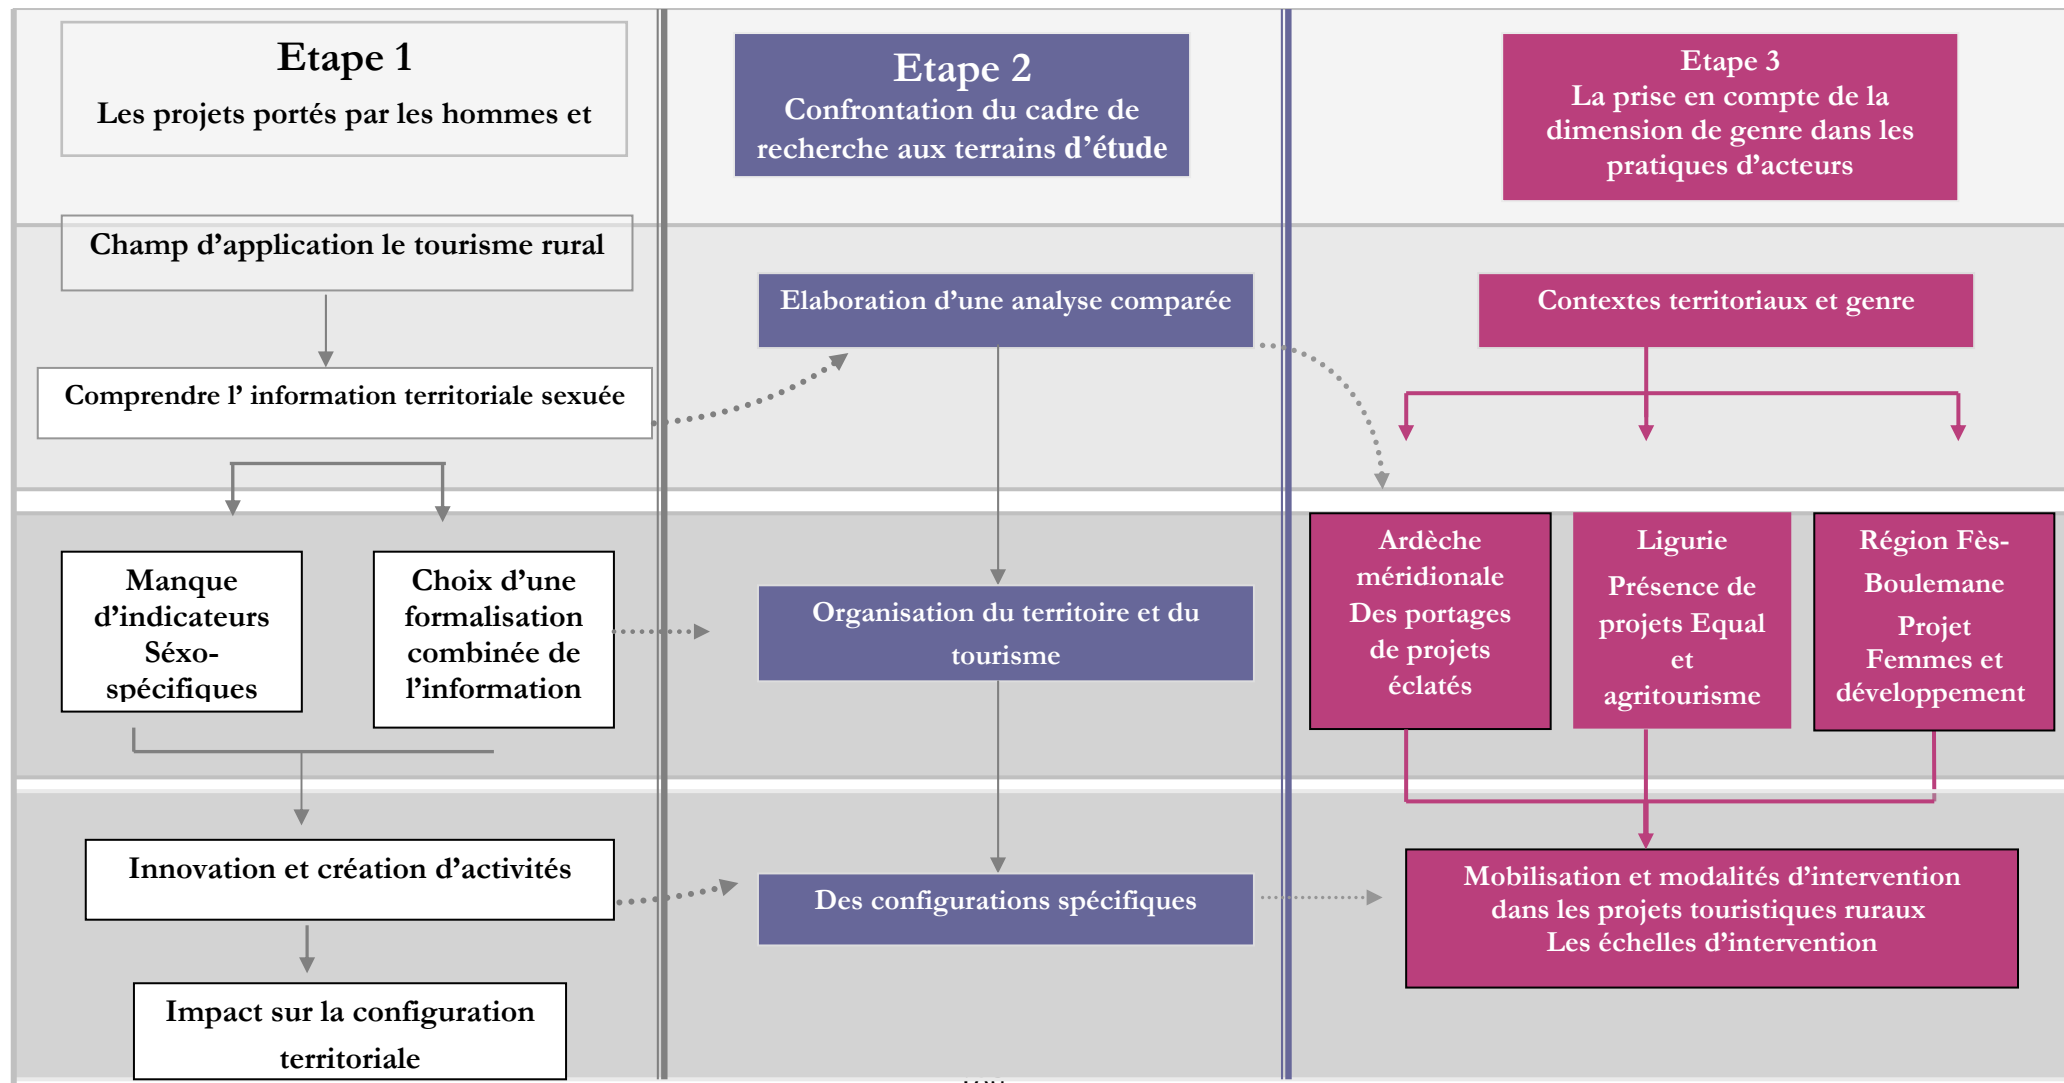 Etape 1
Les projets portés par les hommes et
Champ d’application le tourisme rural
Comprendre l’ information territoriale sexuée
Manque
d’indicateurs
Séxo-
spécifiques
Choix d’une
formalisation
combinée de
l’information
Innovation et création d’activités
Impact sur la configuration
territoriale
Etape 2
Confrontation du cadre de
recherche aux terrains d’étude
Elaboration d’une analyse comparée
Organisation du territoire et du
tourisme
Des configurations spécifiques
Etape 3
La prise en compte de la
dimension de genre dans les
pratiques d’acteurs
Contextes territoriaux et genre
Ardèche
méridionale
Des portages
de projets
éclatés
Ligurie
Présence de
projets Equal
et
agritourisme
Région Fès-
Boulemane
Projet
Femmes et
développement
Mobilisation et modalités d’intervention
dans les projets touristiques ruraux
Les échelles d’intervention